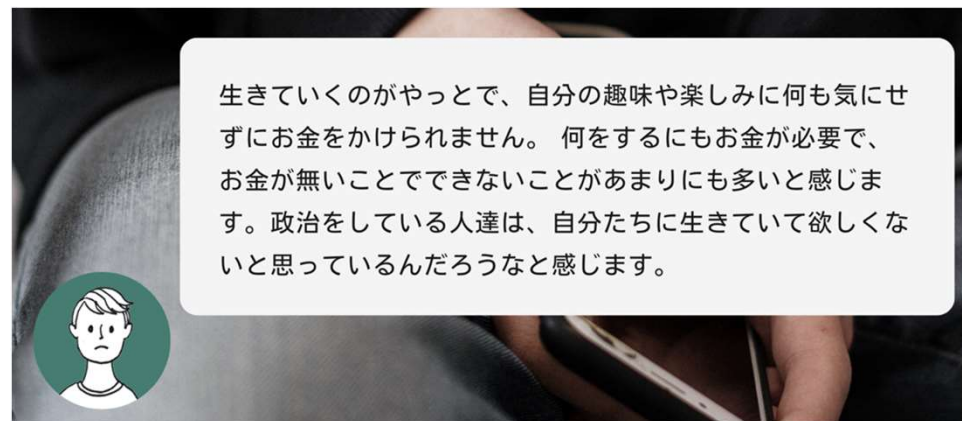 生きていくのがやっとで、自分の趣味や楽しみに何も気にせ
ずにお金をかけられません。 何をするにもお金が必要で、
お金が無いことでできないことがあまりにも多いと感じま
す。政治をしている人達は、自分たちに生きていて欲しくな
いと思っているんだろうなと感じます。